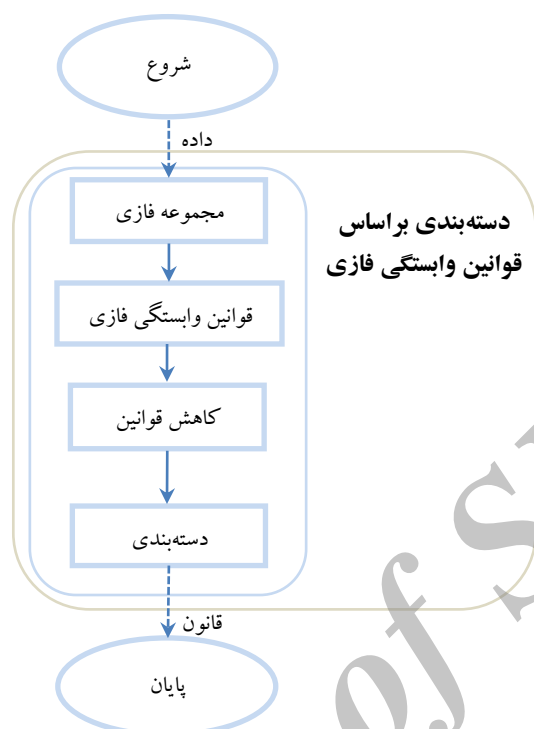 شروع
داده
مجموعه فازی
دسته‌بندی براساس
قوانین وابستگی فازی
قوانین وابستگی فازی
کاهش قوانین
دسته‌بندی
قانون
پایان
of S